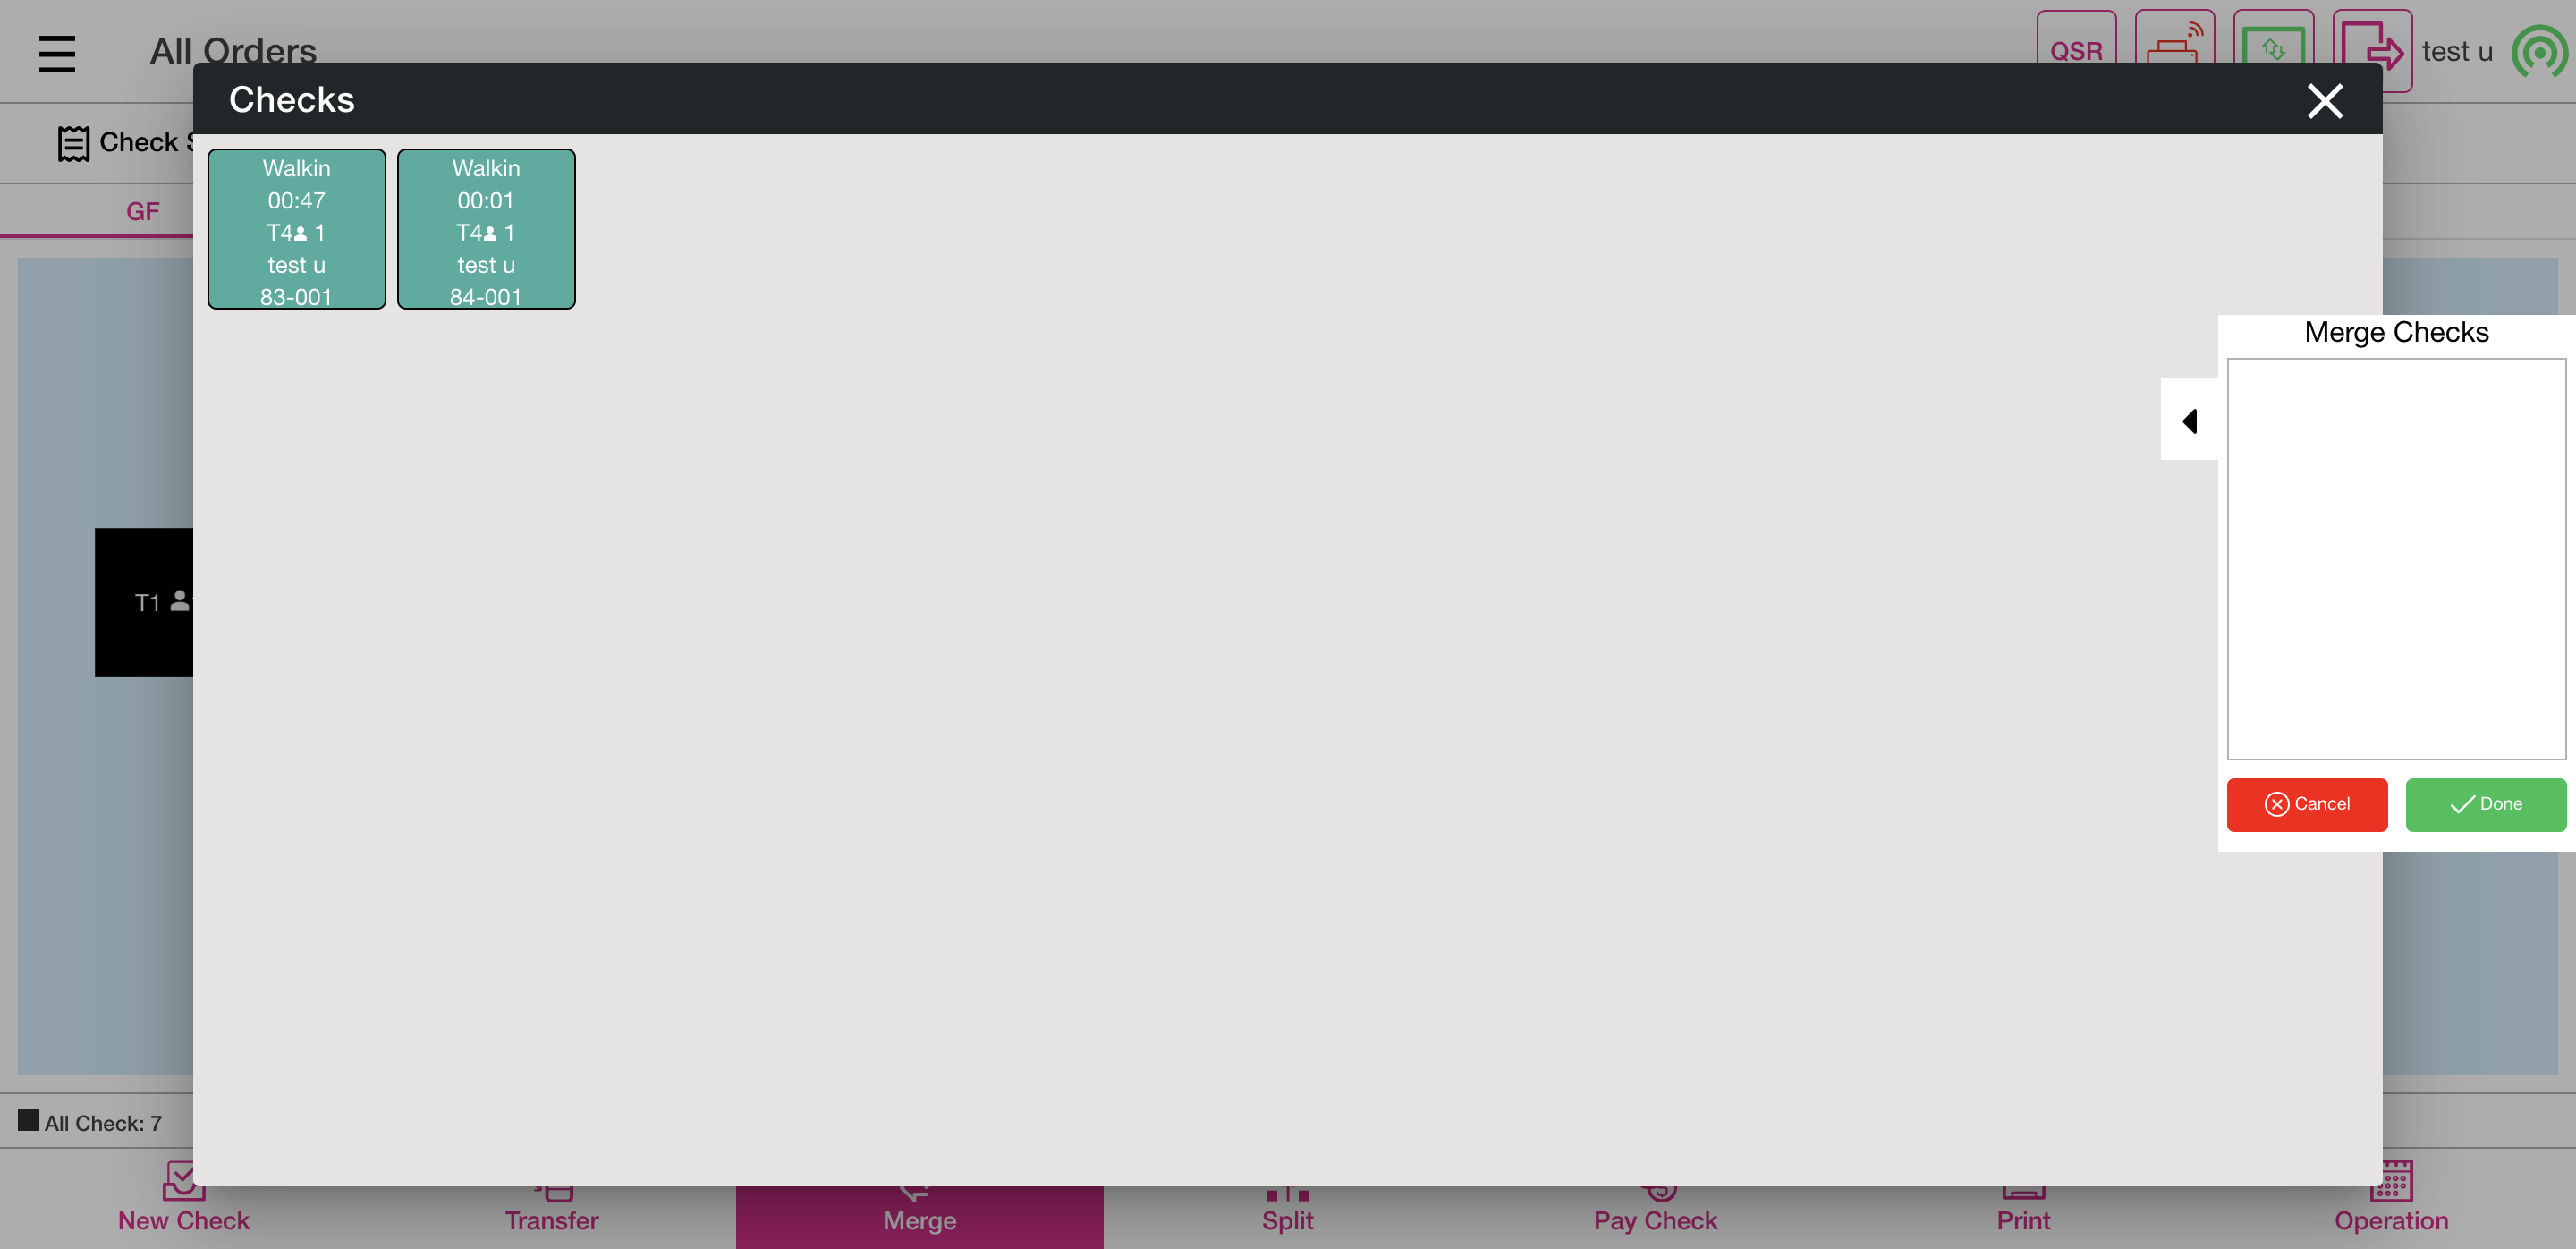 All Orders
QSR
test u
Checks
Check
GF
Walkin
00:47
T4 1
test u
83-001
Walkin
00:01
T4 1
test u
84-001
Merge Checks
T1
Cancel
Done
All Check: 7
New Check
Transfer
Merge
Split
Pay Check
Print
Operation